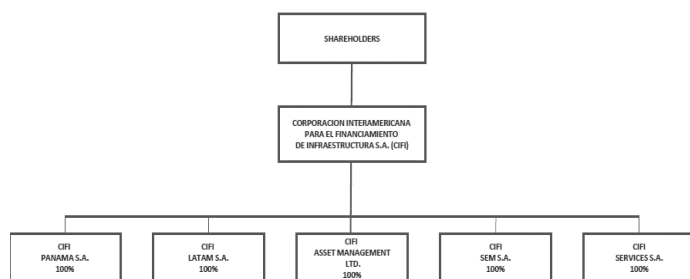 SHAREHOLDERS
CORPORACION INTERAMERICANA
PARA EL FINANCIAMIENTO
DE INFRAESTRUCTURA S.A. (CIFI)
CIFI
PANAMA S.A.
100%
CIFI
LATAM S.A.
100%
CIFI
ASSET MANAGEMENT
LTD.
100%
CIFI
SEM S.A.
100%
CIFI
SERVICES S.A.
100%